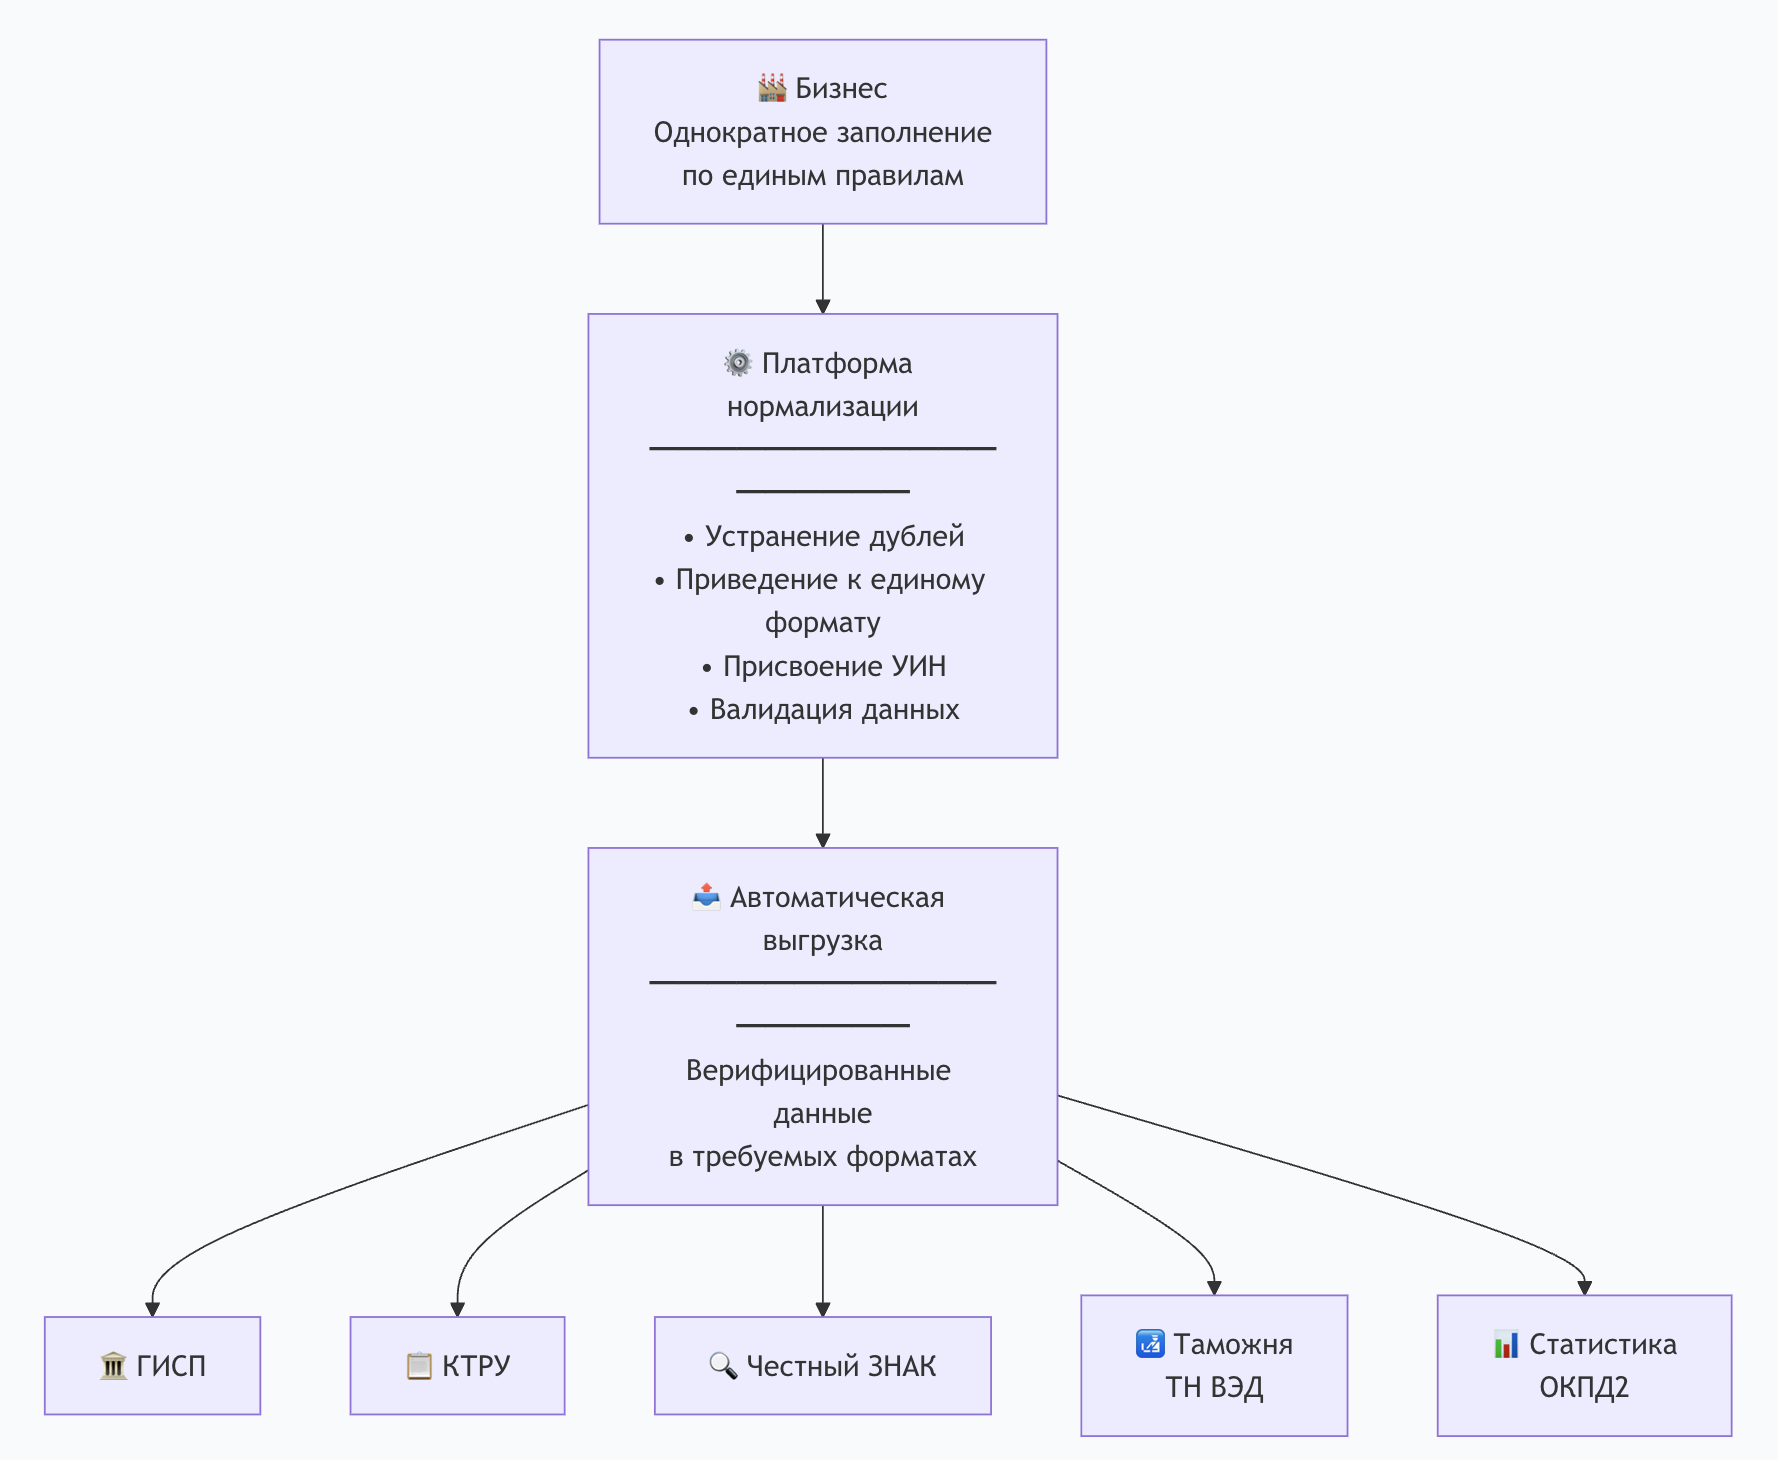 🏭 Бизнес
Однократное заполнение
по единым правилам
⚙️ Платформа
нормализации
━━━━━━━━━━━━━━━━
━━━━━━━━
• Устранение дублей
• Приведение к единому
формату
• Присвоение УИН
• Валидация данных
📤 Автоматическая
выгрузка
━━━━━━━━━━━━━━━━
━━━━━━━━
Верифицированные
данные
в требуемых форматах
🏛️ ГИСП
📋 КТРУ
🔍 Честный ЗНАК
🛃 Таможня
ТН ВЭД
📊 Статистика
ОКПД2